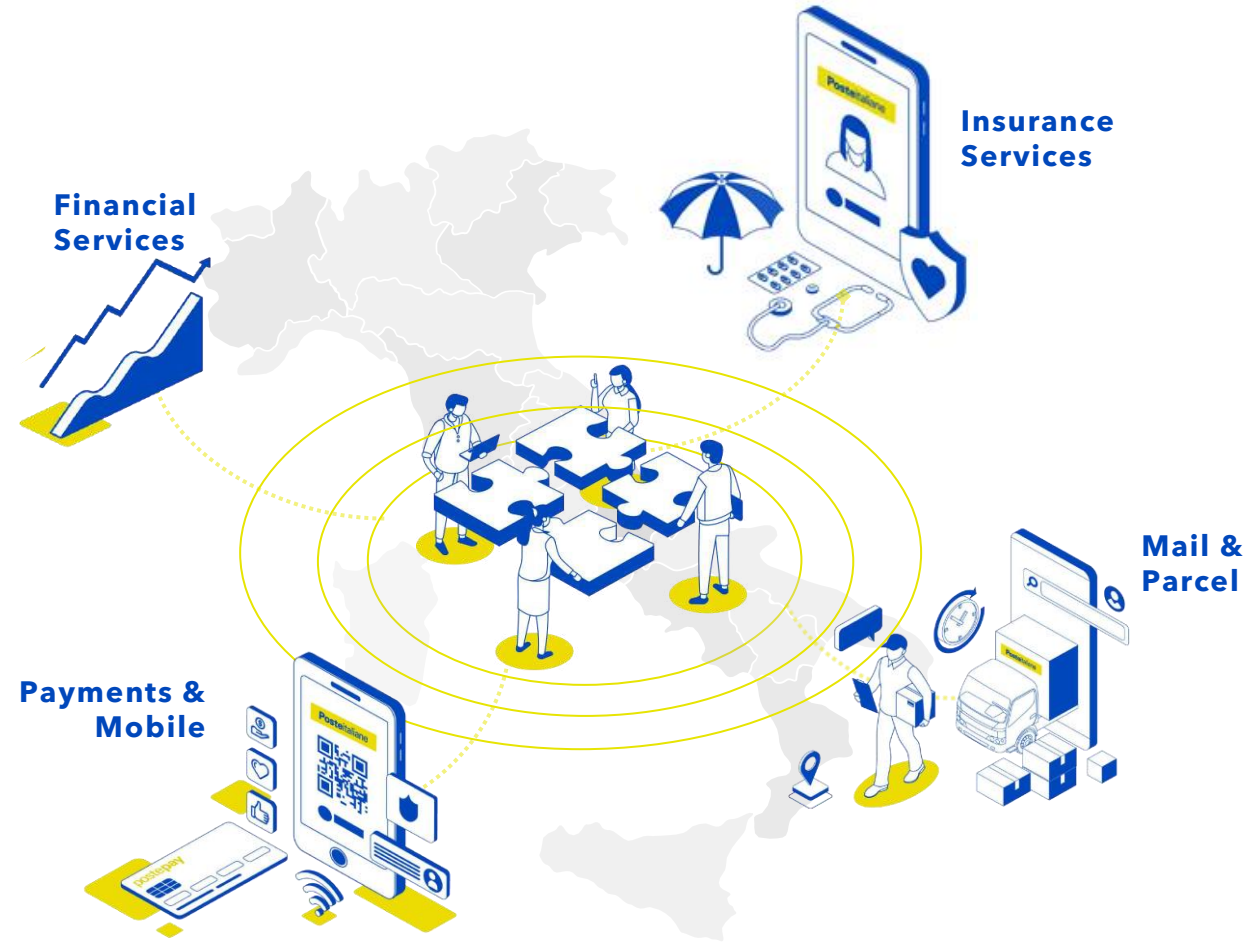 Insurance
Services
Posteitaliane
Financial
Services
Mail &
Parcel
Posteitaliane
Payments &
Mobile
Posteitaliane
postepay